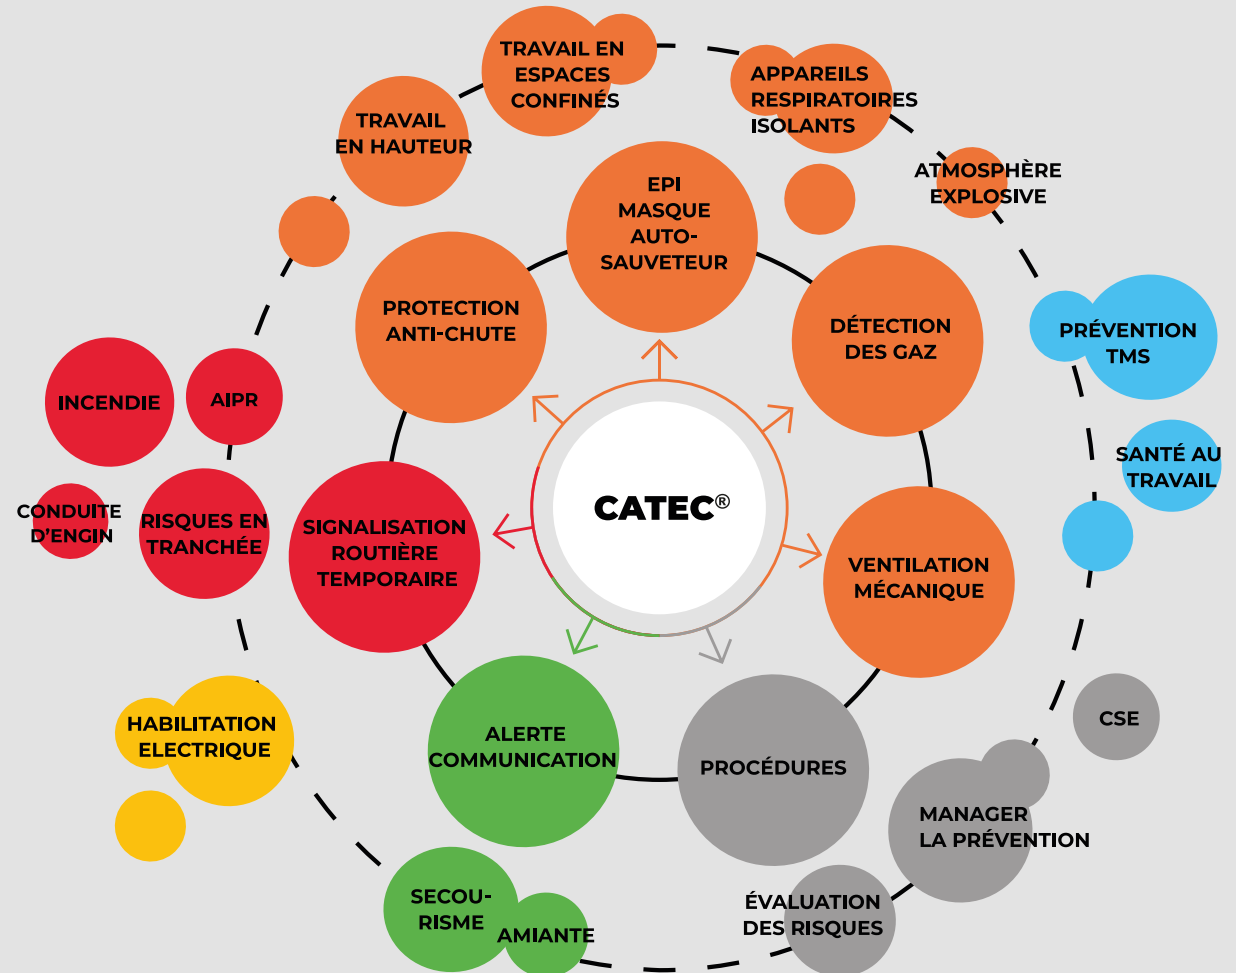 TRAVAIL EN
ESPACES
CONFINÉS
APPAREILS
RESPIRATOIRES
ISOLANTS
TRAVAIL
EN HAUTEUR
ATMOSPHÈRE
EXPLOSIVE
EPI
MASQUE
AUTO-
SAUVETEUR
PROTECTION
ANTI-CHUTE
DÉTECTION
DES GAZ
PRÉVENTION
TMS
INCENDIE
AIPR
SANTÉ AU
TRAVAIL
CONDUITE
D'ENGIN
RISQUES EN
TRANCHÉE
SIGNALISATION
ROUTIÈRE
TEMPORAIRE
CATEC®
VENTILATION
MÉCANIQUE
HABILITATION
ELECTRIQUE
ALERTE
COMMUNICATION
PROCÉDURES
CSE
MANAGER
LA PRÉVENTION
SECOU-
RISME
AMIANTE
ÉVALUATION
DES RISQUES